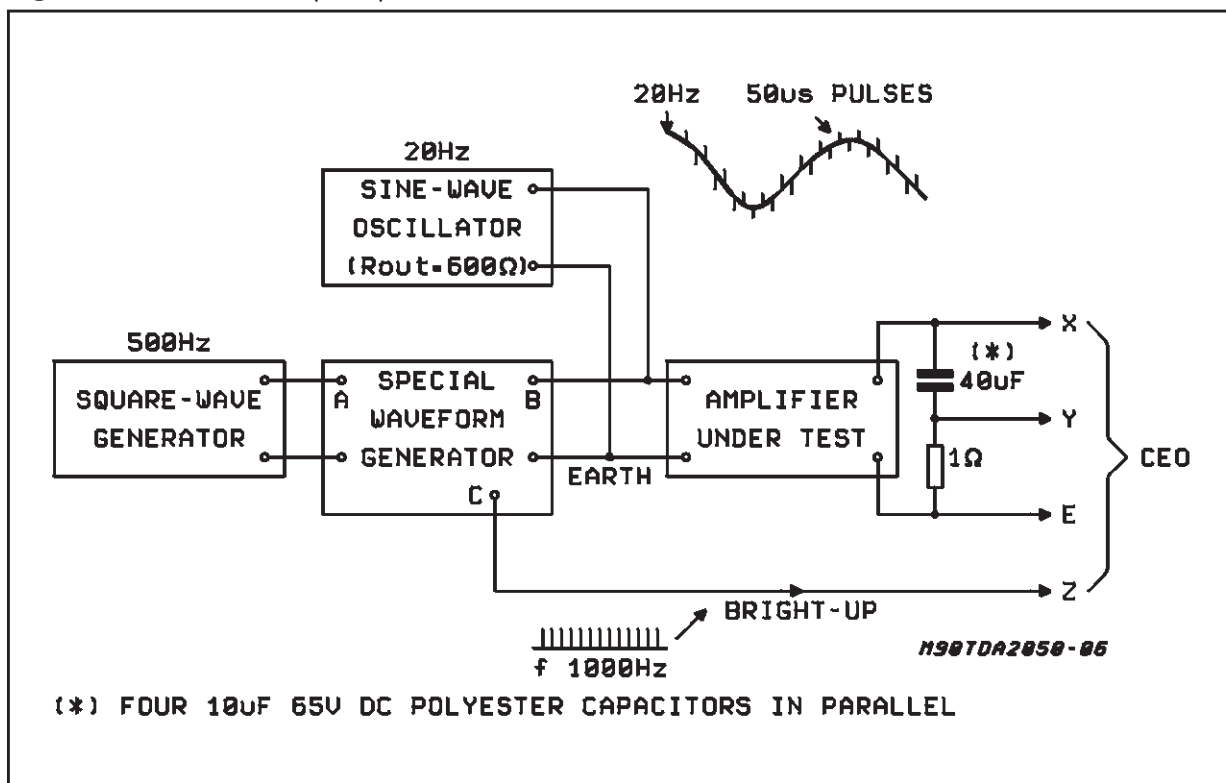 20Hz 50us PULSES
20Hz
SINE-WAVE
OSCILLATOR
(Rout=600Ω)
500Hz
SQUARE-WAVE
GENERATOR
A
SPECIAL
WAVEFORM
GENERATOR
B
C
EARTH
AMPLIFIER
UNDER TEST
(*)
40uF
1Ω
X
Y
E
Z
CEO
BRIGHT-UP
f 1000Hz
M90TDA2050-06
(*) FOUR 10uF 65V DC POLYESTER CAPACITORS IN PARALLEL